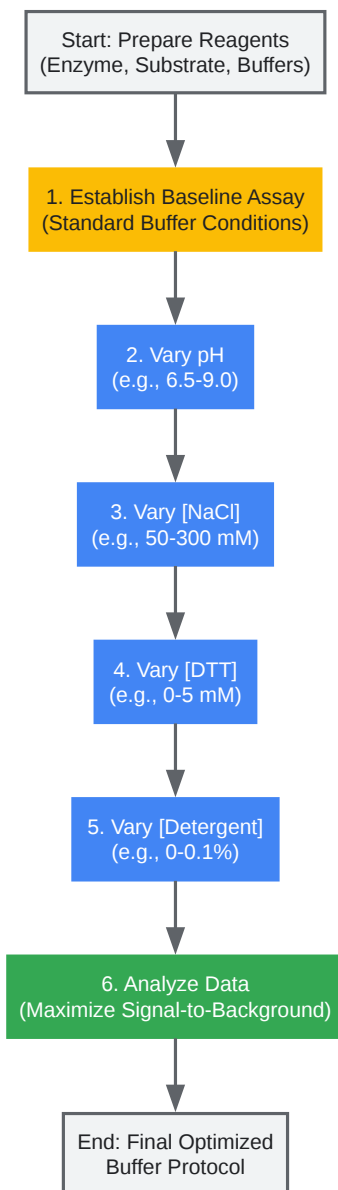 Start: Prepare Reagents
(Enzyme, Substrate, Buffers)
1. Establish Baseline Assay
(Standard Buffer Conditions)
2. Vary pH
(e.g., 6.5-9.0)
3. Vary [NaCl]
(e.g., 50-300 mM)
4. Vary [DTT]
(e.g., 0-5 mM)
5. Vary [Detergent]
(e.g., 0-0.1%)
6. Analyze Data
(Maximize Signal-to-Background)
End: Final Optimized
Buffer Protocol